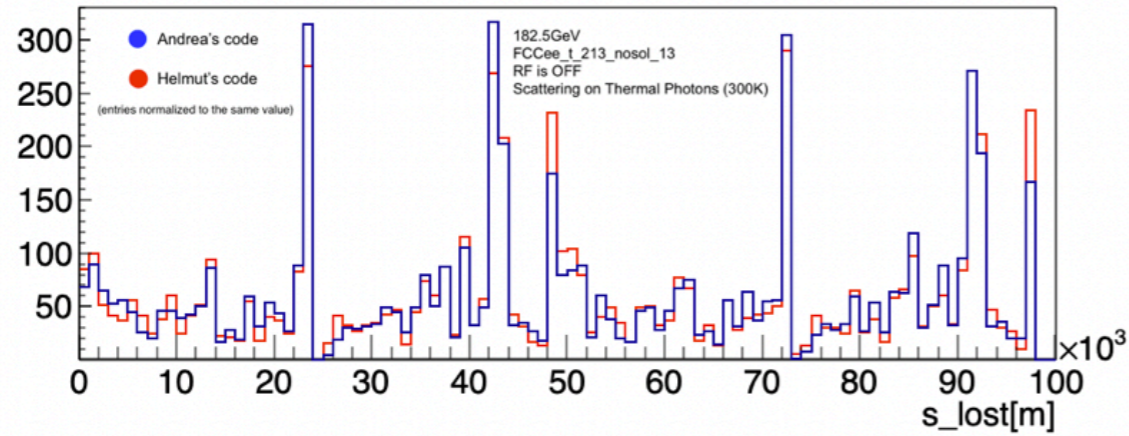 300
250
200
150
100
50
Andrea's code
Helmut's code
(entries normalized to the same value)
182.5GeV
FCCee_t_213_nosol_13
RF is OFF
Scattering on Thermal Photons (300K)
0 10 20 30 40 50 60 70 80 90 100
×10³
s_lost[m]